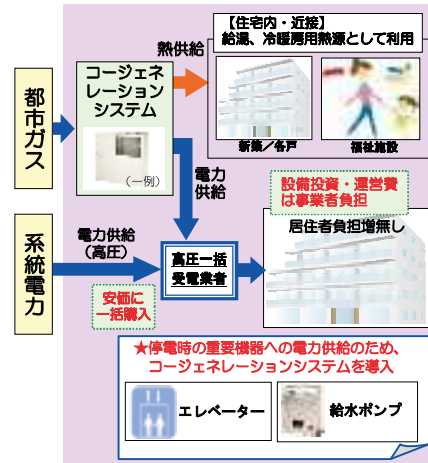 【住宅内・近接】
給湯、冷暖房用熱源として利用
熱供給
コージェネ
レーション
システム
(一例)
都市ガス
新築／各戸
福祉施設
電力
供給
設備投資・運営費
は事業者負担
居住者負担増無し
系統電力
電力供給
(高圧)
高圧一括
受電業者
安価に
一括購入
★停電時の重要機器への電力供給のため、
コージェネレーションシステムを導入
エレベーター
給水ポンプ